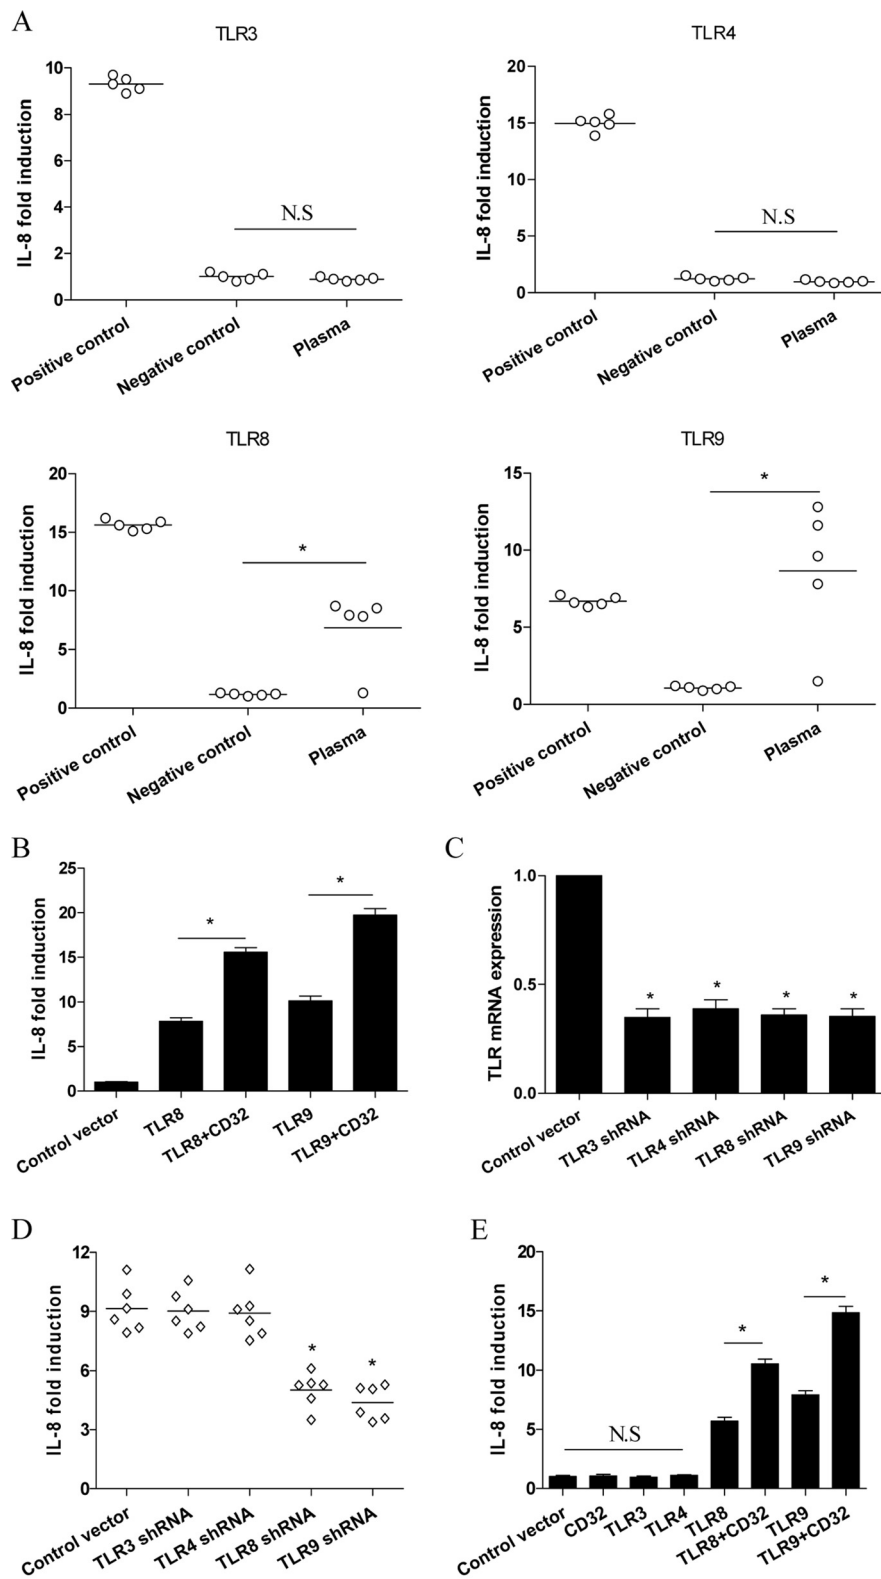 A
TLR3
IL-8 fold induction
10
8
6
4
2
0
N.S
Positive control
Negative control
Plasma
TLR4
IL-8 fold induction
20
15
10
5
0
N.S
Positive control
Negative control
Plasma
TLR8
IL-8 fold induction
20
15
10
5
0
*
Positive control
Negative control
Plasma
TLR9
IL-8 fold induction
15
10
5
0
*
Positive control
Negative control
Plasma
B
IL-8 fold induction
25
20
15
10
5
0
*
*
Control vector
TLR8
TLR8+CD32
TLR9
TLR9+CD32
C
TLR mRNA expression
1.0
0.5
0.0
*
*
*
*
Control vector
TLR3 shRNA
TLR4 shRNA
TLR8 shRNA
TLR9 shRNA
D
IL-8 fold induction
12
9
6
3
0
*
*
Control vector
TLR3 shRNA
TLR4 shRNA
TLR8 shRNA
TLR9 shRNA
E
IL-8 fold induction
20
15
10
5
0
N.S
*
*
Control vector
CD32
TLR3
TLR4
TLR8
TLR8+CD32
TLR9
TLR9+CD32